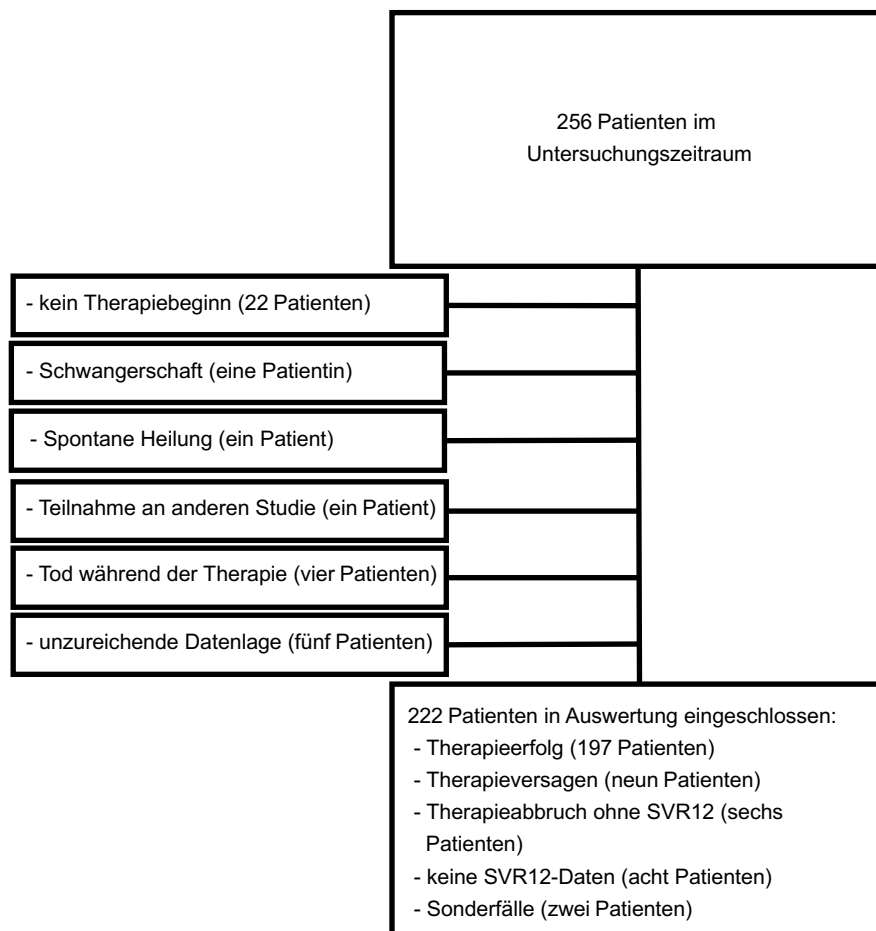 256 Patienten im
Untersuchungszeitraum
- kein Therapiebeginn (22 Patienten)
- Schwangerschaft (eine Patientin)
- Spontane Heilung (ein Patient)
- Teilnahme an anderen Studie (ein Patient)
- Tod während der Therapie (vier Patienten)
- unzureichende Datenlage (fünf Patienten)
222 Patienten in Auswertung eingeschlossen:
- Therapieerfolg (197 Patienten)
- Therapieversagen (neun Patienten)
- Therapieabbruch ohne SVR12 (sechs
Patienten)
- keine SVR12-Daten (acht Patienten)
- Sonderfälle (zwei Patienten)